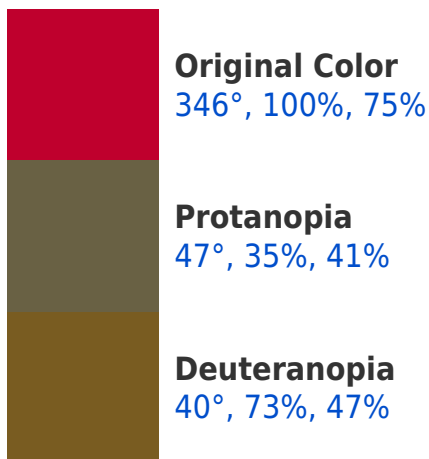 Original Color
346°, 100%, 75%
Protanopia
47°, 35%, 41%
Deuteranopia
40°, 73%, 47%